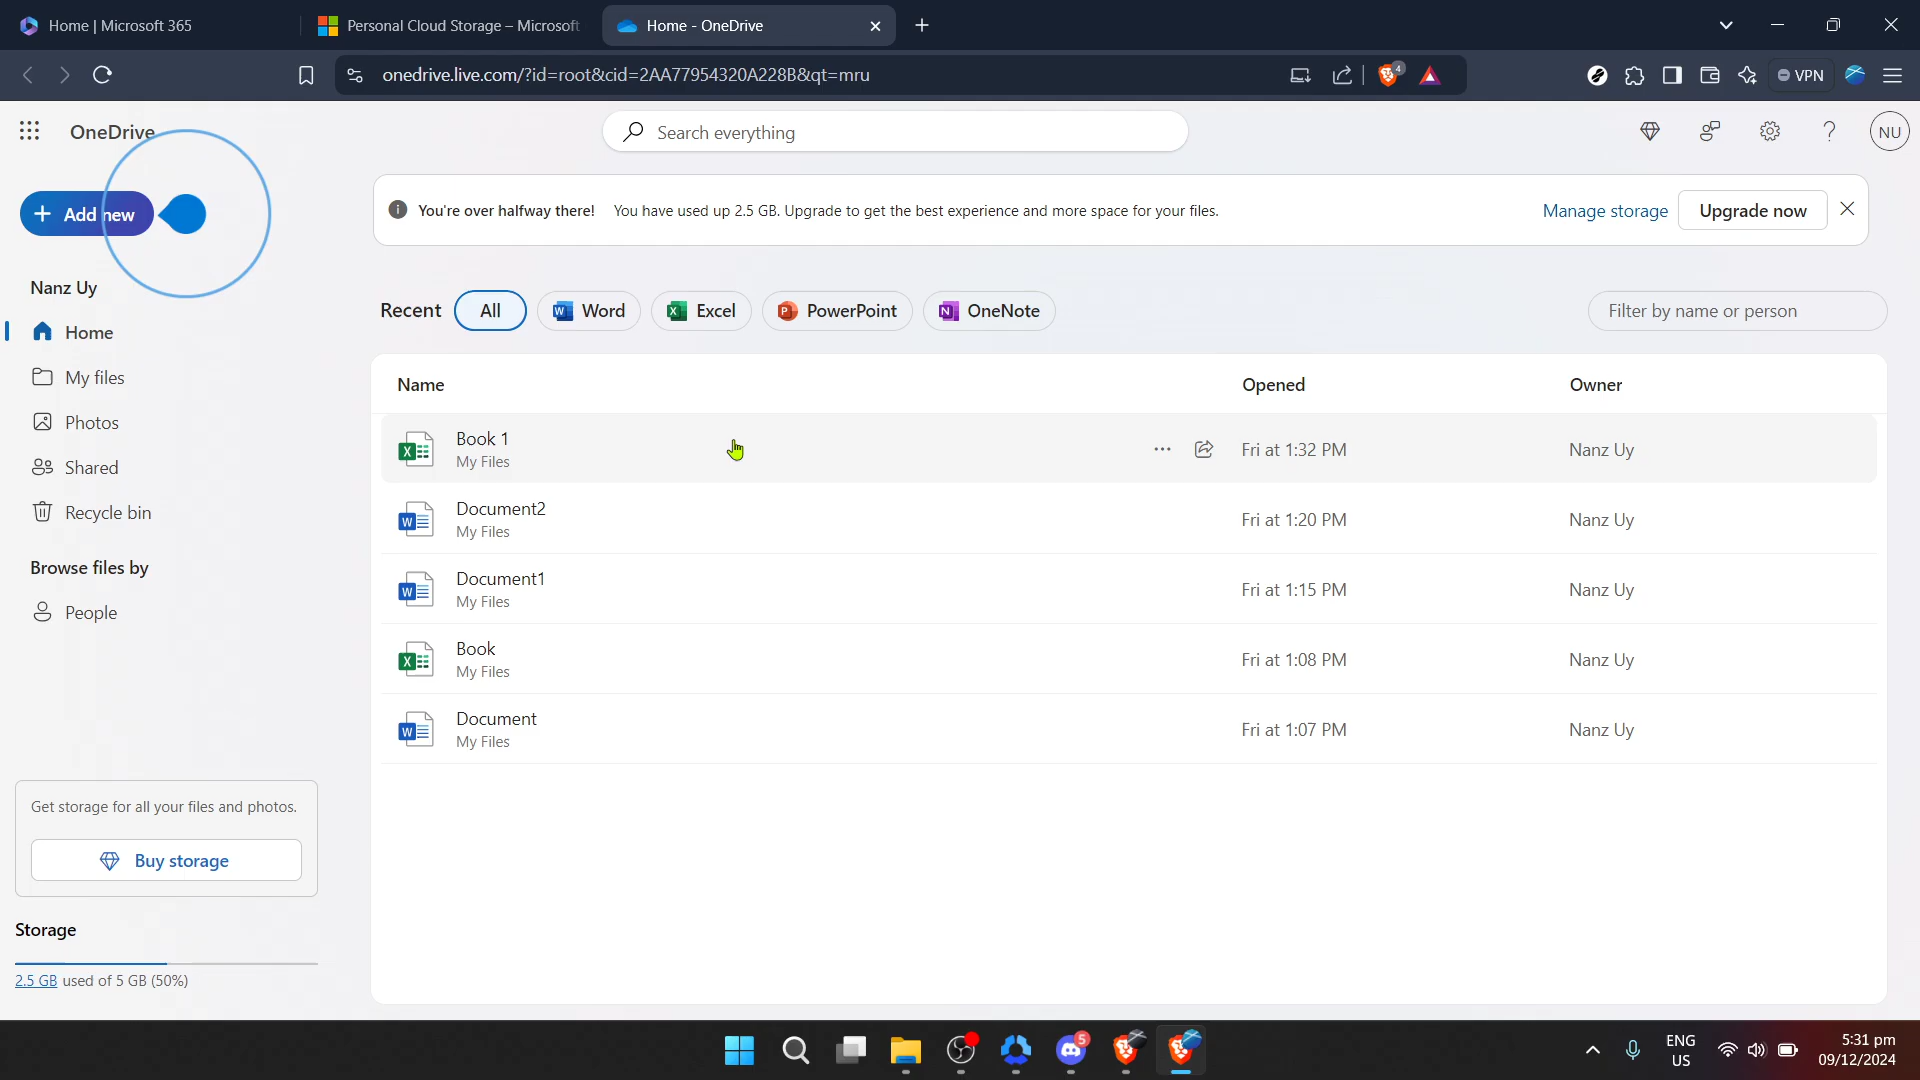 Home | Microsoft 365
Personal Cloud Storage – Microsoft
Home - OneDrive
onedrive.live.com/?id=root&cid=2AA77954320A228B&qt=mru
4
VPN
OneDrive
Search everything
NU
Add new
You're over halfway there! You have used up 2.5 GB. Upgrade to get the best experience and more space for your files.
Manage storage
Upgrade now
Nanz Uy
Home
My files
Photos
Shared
Recycle bin
Browse files by
People
Recent
All
Word
Excel
PowerPoint
OneNote
Filter by name or person
Name Opened Owner
Book 1
My Files
Fri at 1:32 PM Nanz Uy
Document2
My Files
Fri at 1:20 PM Nanz Uy
Document1
My Files
Fri at 1:15 PM Nanz Uy
Book
My Files
Fri at 1:08 PM Nanz Uy
Document
My Files
Fri at 1:07 PM Nanz Uy
Get storage for all your files and photos.
Buy storage
Storage
2.5 GB used of 5 GB (50%)
5
ENG
US
5:31 pm
09/12/2024